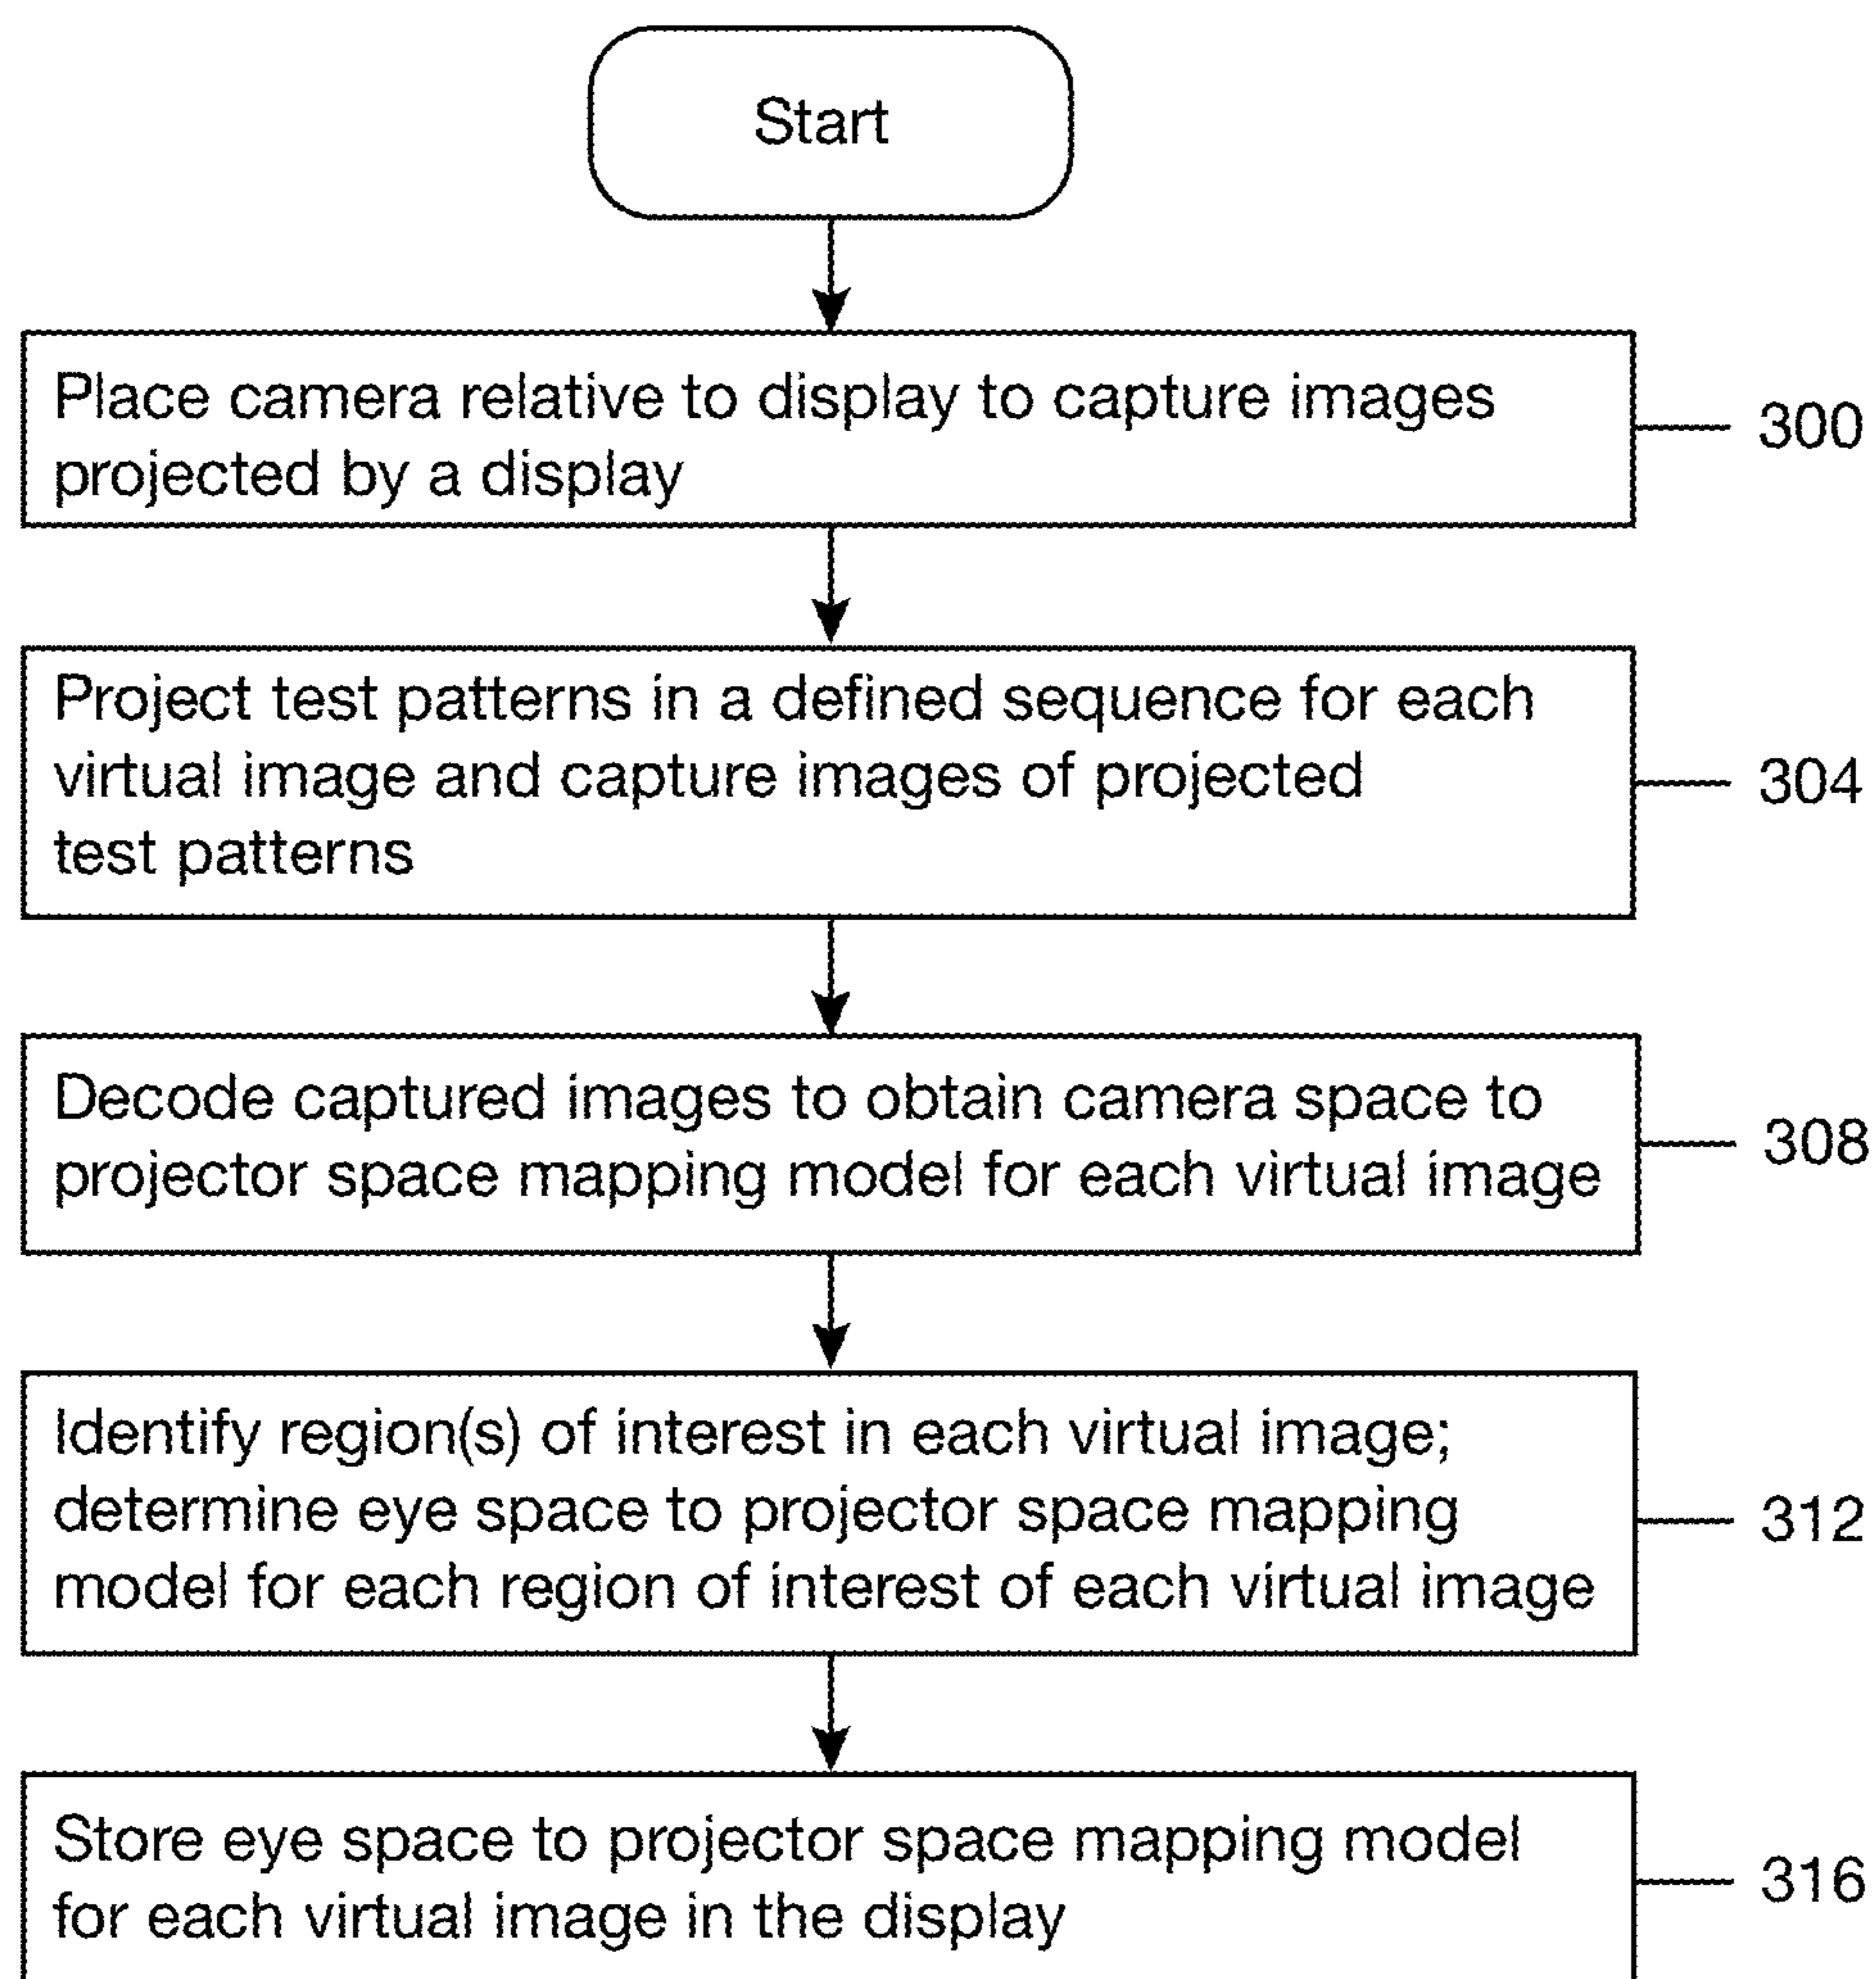 Start
Place camera relative to display to capture images
projected by a display
300
Project test patterns in a defined sequence for each
virtual image and capture images of projected
test patterns
304
Decode captured images to obtain camera space to
projector space mapping model for each virtual image
308
Identify region(s) of interest in each virtual image;
determine eye space to projector space mapping
model for each region of interest of each virtual image
312
Store eye space to projector space mapping model
for each virtual image in the display
316